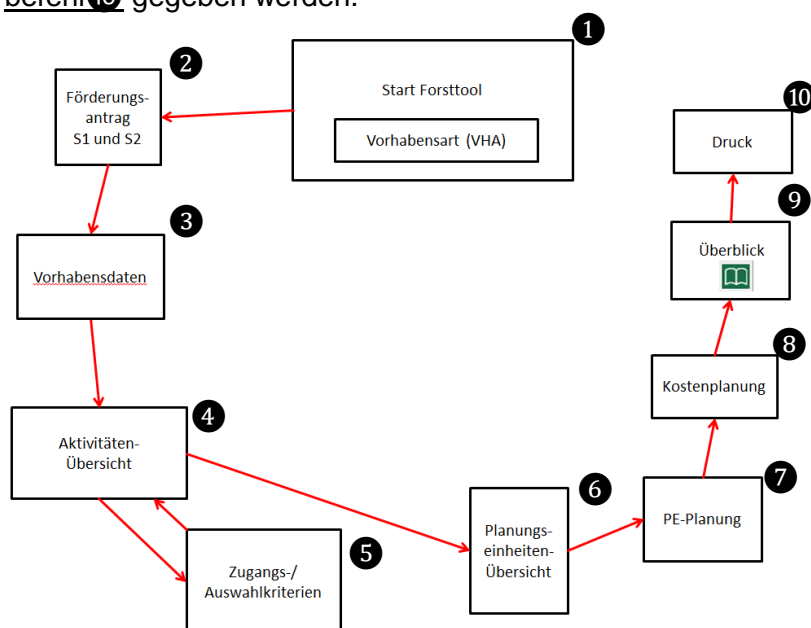 gegeben werden.
1
Start Forsttool
Vorhabensart (VHA)
2
Förderungs-
antrag
S1 und S2
3
Vorhabensdaten
4
Aktivitäten-
Übersicht
5
Zugangs-/
Auswahlkriterien
6
Planungs-
einheiten-
Übersicht
7
PE-Planung
8
Kostenplanung
9
Überblick
10
Druck